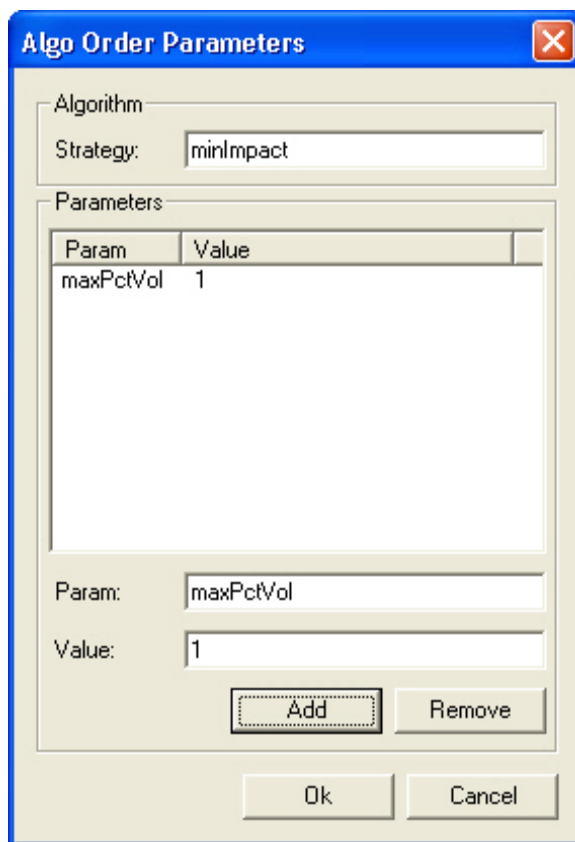 Algo Order Parameters
Algorithm
Strategy: minImpact
Parameters
Param Value
maxPctVol 1
Param: maxPctVol
Value: 1
Add Remove
Ok Cancel